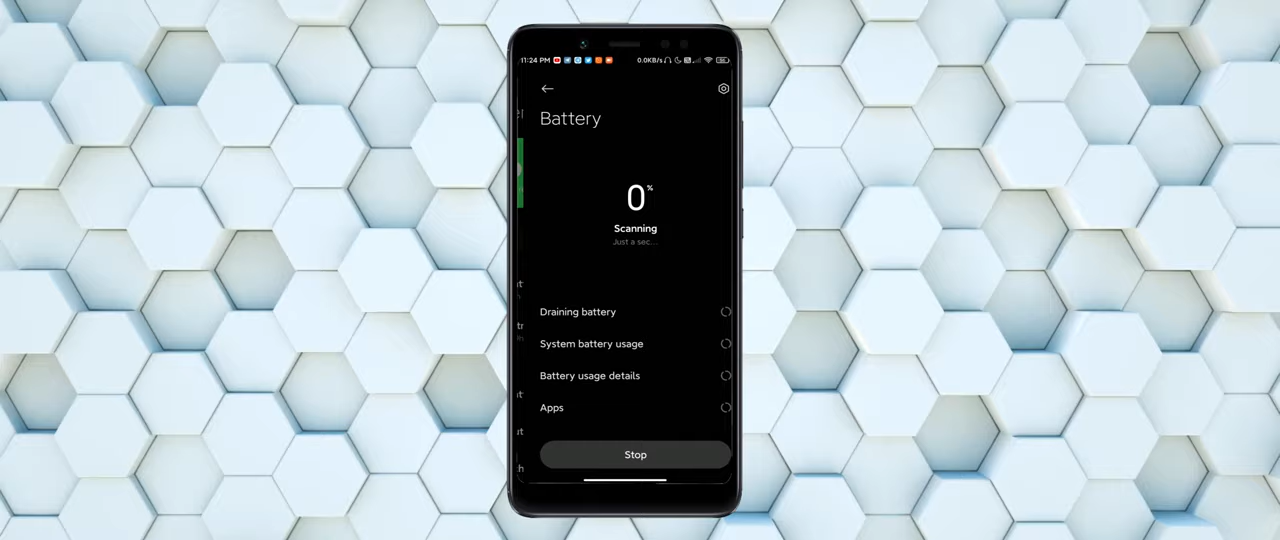 11:24 PM
0.0KB/s
Battery
0%
Scanning
Just a sec...
Draining battery
System battery usage
Battery usage details
Apps
Stop